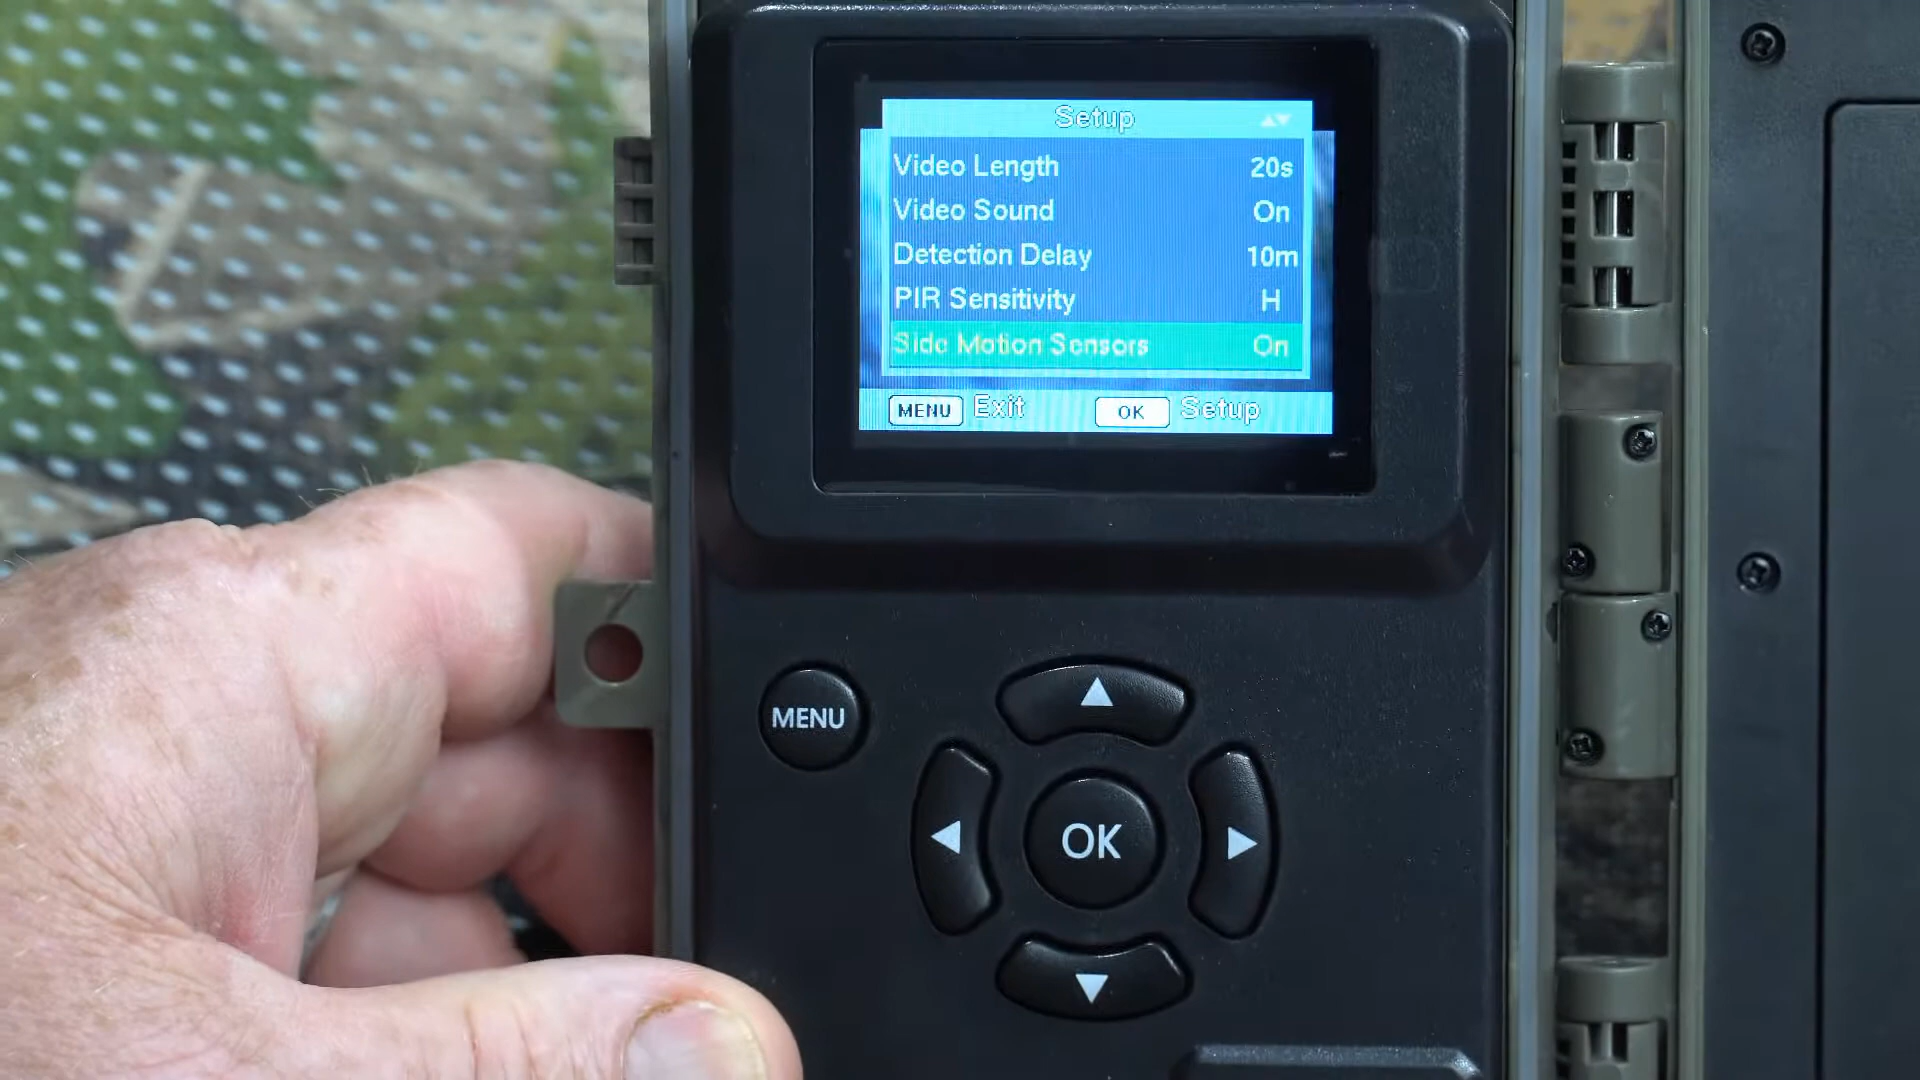 Setup
Video Length 20s
Video Sound On
Detection Delay 10m
PIR Sensitivity H
Side Motion Sensors On
MENU Exit OK Setup
MENU
OK